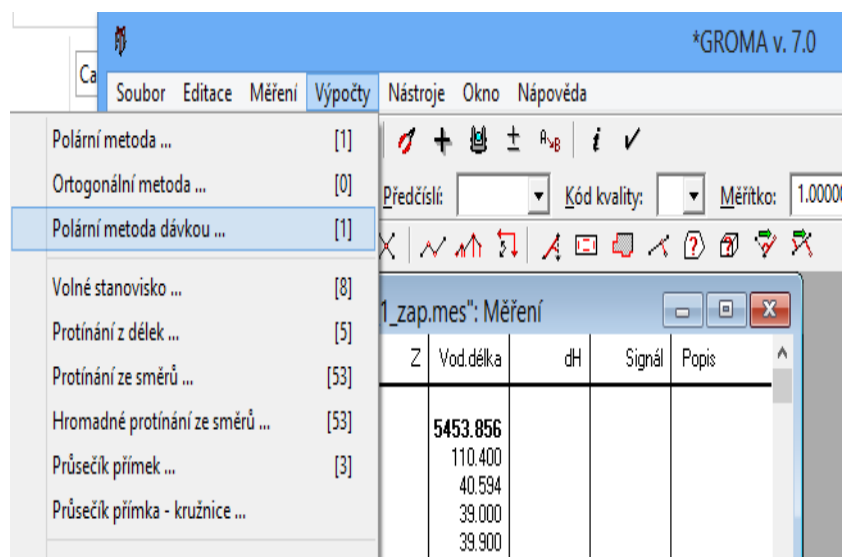 *GROMA v. 7.0
Ca
Soubor Editace Měření Výpočty Nástroje Okno Nápověda
Polární metoda ... [1]
Ortogonální metoda ... [0]
Polární metoda dávkou ... [1]
Volné stanovisko ... [8]
Protínání z délek ... [5]
Protínání ze směrů ... [53]
Hromadné protínání ze směrů ... [53]
Průsečík přímek ... [3]
Průsečík přímka - kružnice ...
Předčíslí: Kód kvality: Měřítko: 1.00000
1_zap.mes": Měření
Z Vod.délka dH Signál Popis
5453.856
110.400
40.594
39.000
39.900